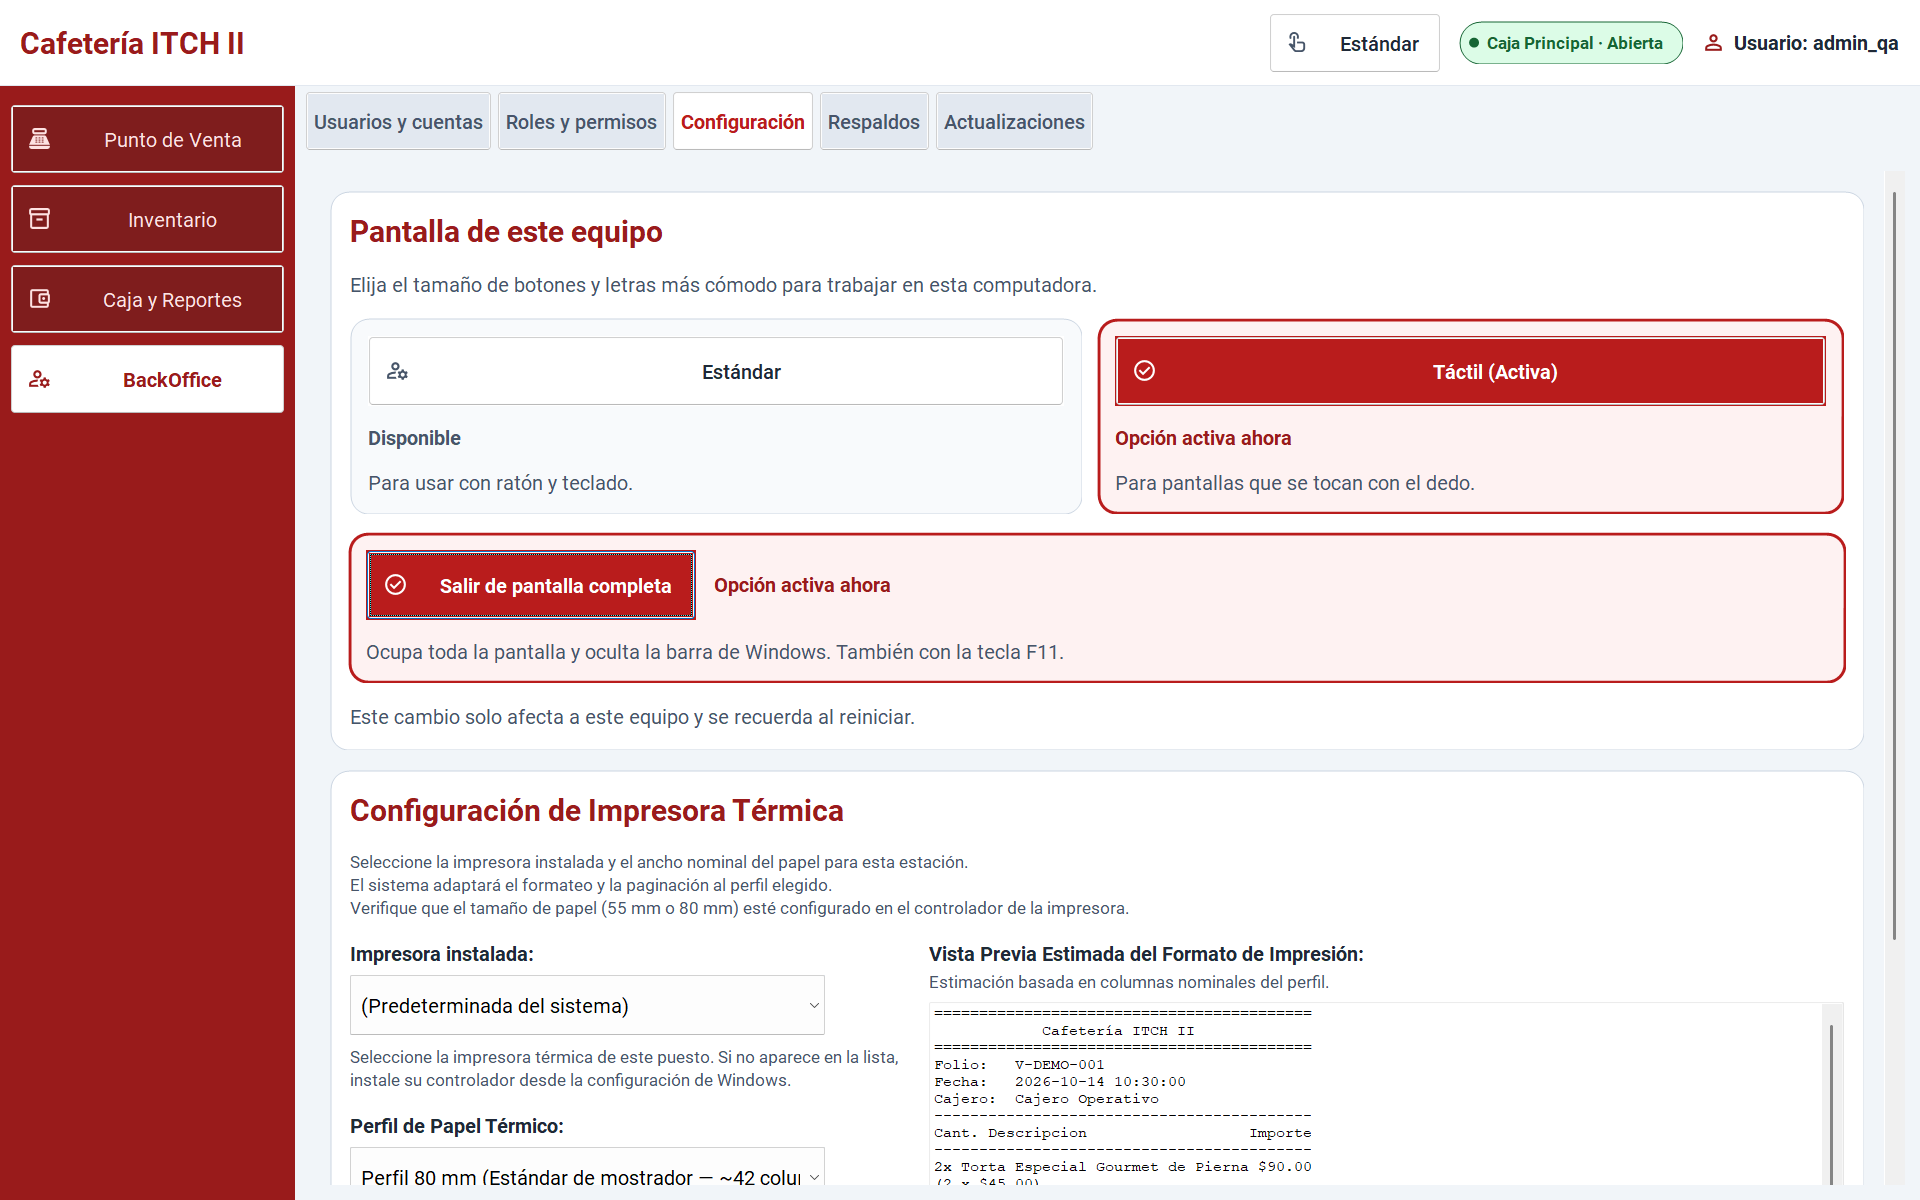 Cafetería ITCH II
Estándar
Caja Principal · Abierta
Usuario: admin_qa
Punto de Venta
Inventario
Caja y Reportes
BackOffice
Usuarios y cuentas
Roles y permisos
Configuración
Respaldos
Actualizaciones
Pantalla de este equipo
Elija el tamaño de botones y letras más cómodo para trabajar en esta computadora.
Estándar
Disponible
Para usar con ratón y teclado.
Táctil (Activa)
Opción activa ahora
Para pantallas que se tocan con el dedo.
Salir de pantalla completa
Opción activa ahora
Ocupa toda la pantalla y oculta la barra de Windows. También con la tecla F11.
Este cambio solo afecta a este equipo y se recuerda al reiniciar.
Configuración de Impresora Térmica
Seleccione la impresora instalada y el ancho nominal del papel para esta estación.
El sistema adaptará el formateo y la paginación al perfil elegido.
Verifique que el tamaño de papel (55 mm o 80 mm) esté configurado en el controlador de la impresora.
Impresora instalada:
(Predeterminada del sistema)
Seleccione la impresora térmica de este puesto. Si no aparece en la lista,
instale su controlador desde la configuración de Windows.
Perfil de Papel Térmico:
Perfil 80 mm (Estándar de mostrador — ~42 colu
Vista Previa Estimada del Formato de Impresión:
Estimación basada en columnas nominales del perfil.
==========================================
Cafetería ITCH II
==========================================
Folio: V-DEMO-001
Fecha: 2026-10-14 10:30:00
Cajero: Cajero Operativo
------------------------------------------
Cant. Descripcion Importe
------------------------------------------
2x Torta Especial Gourmet de Pierna $90.00
(2 x $45.00)